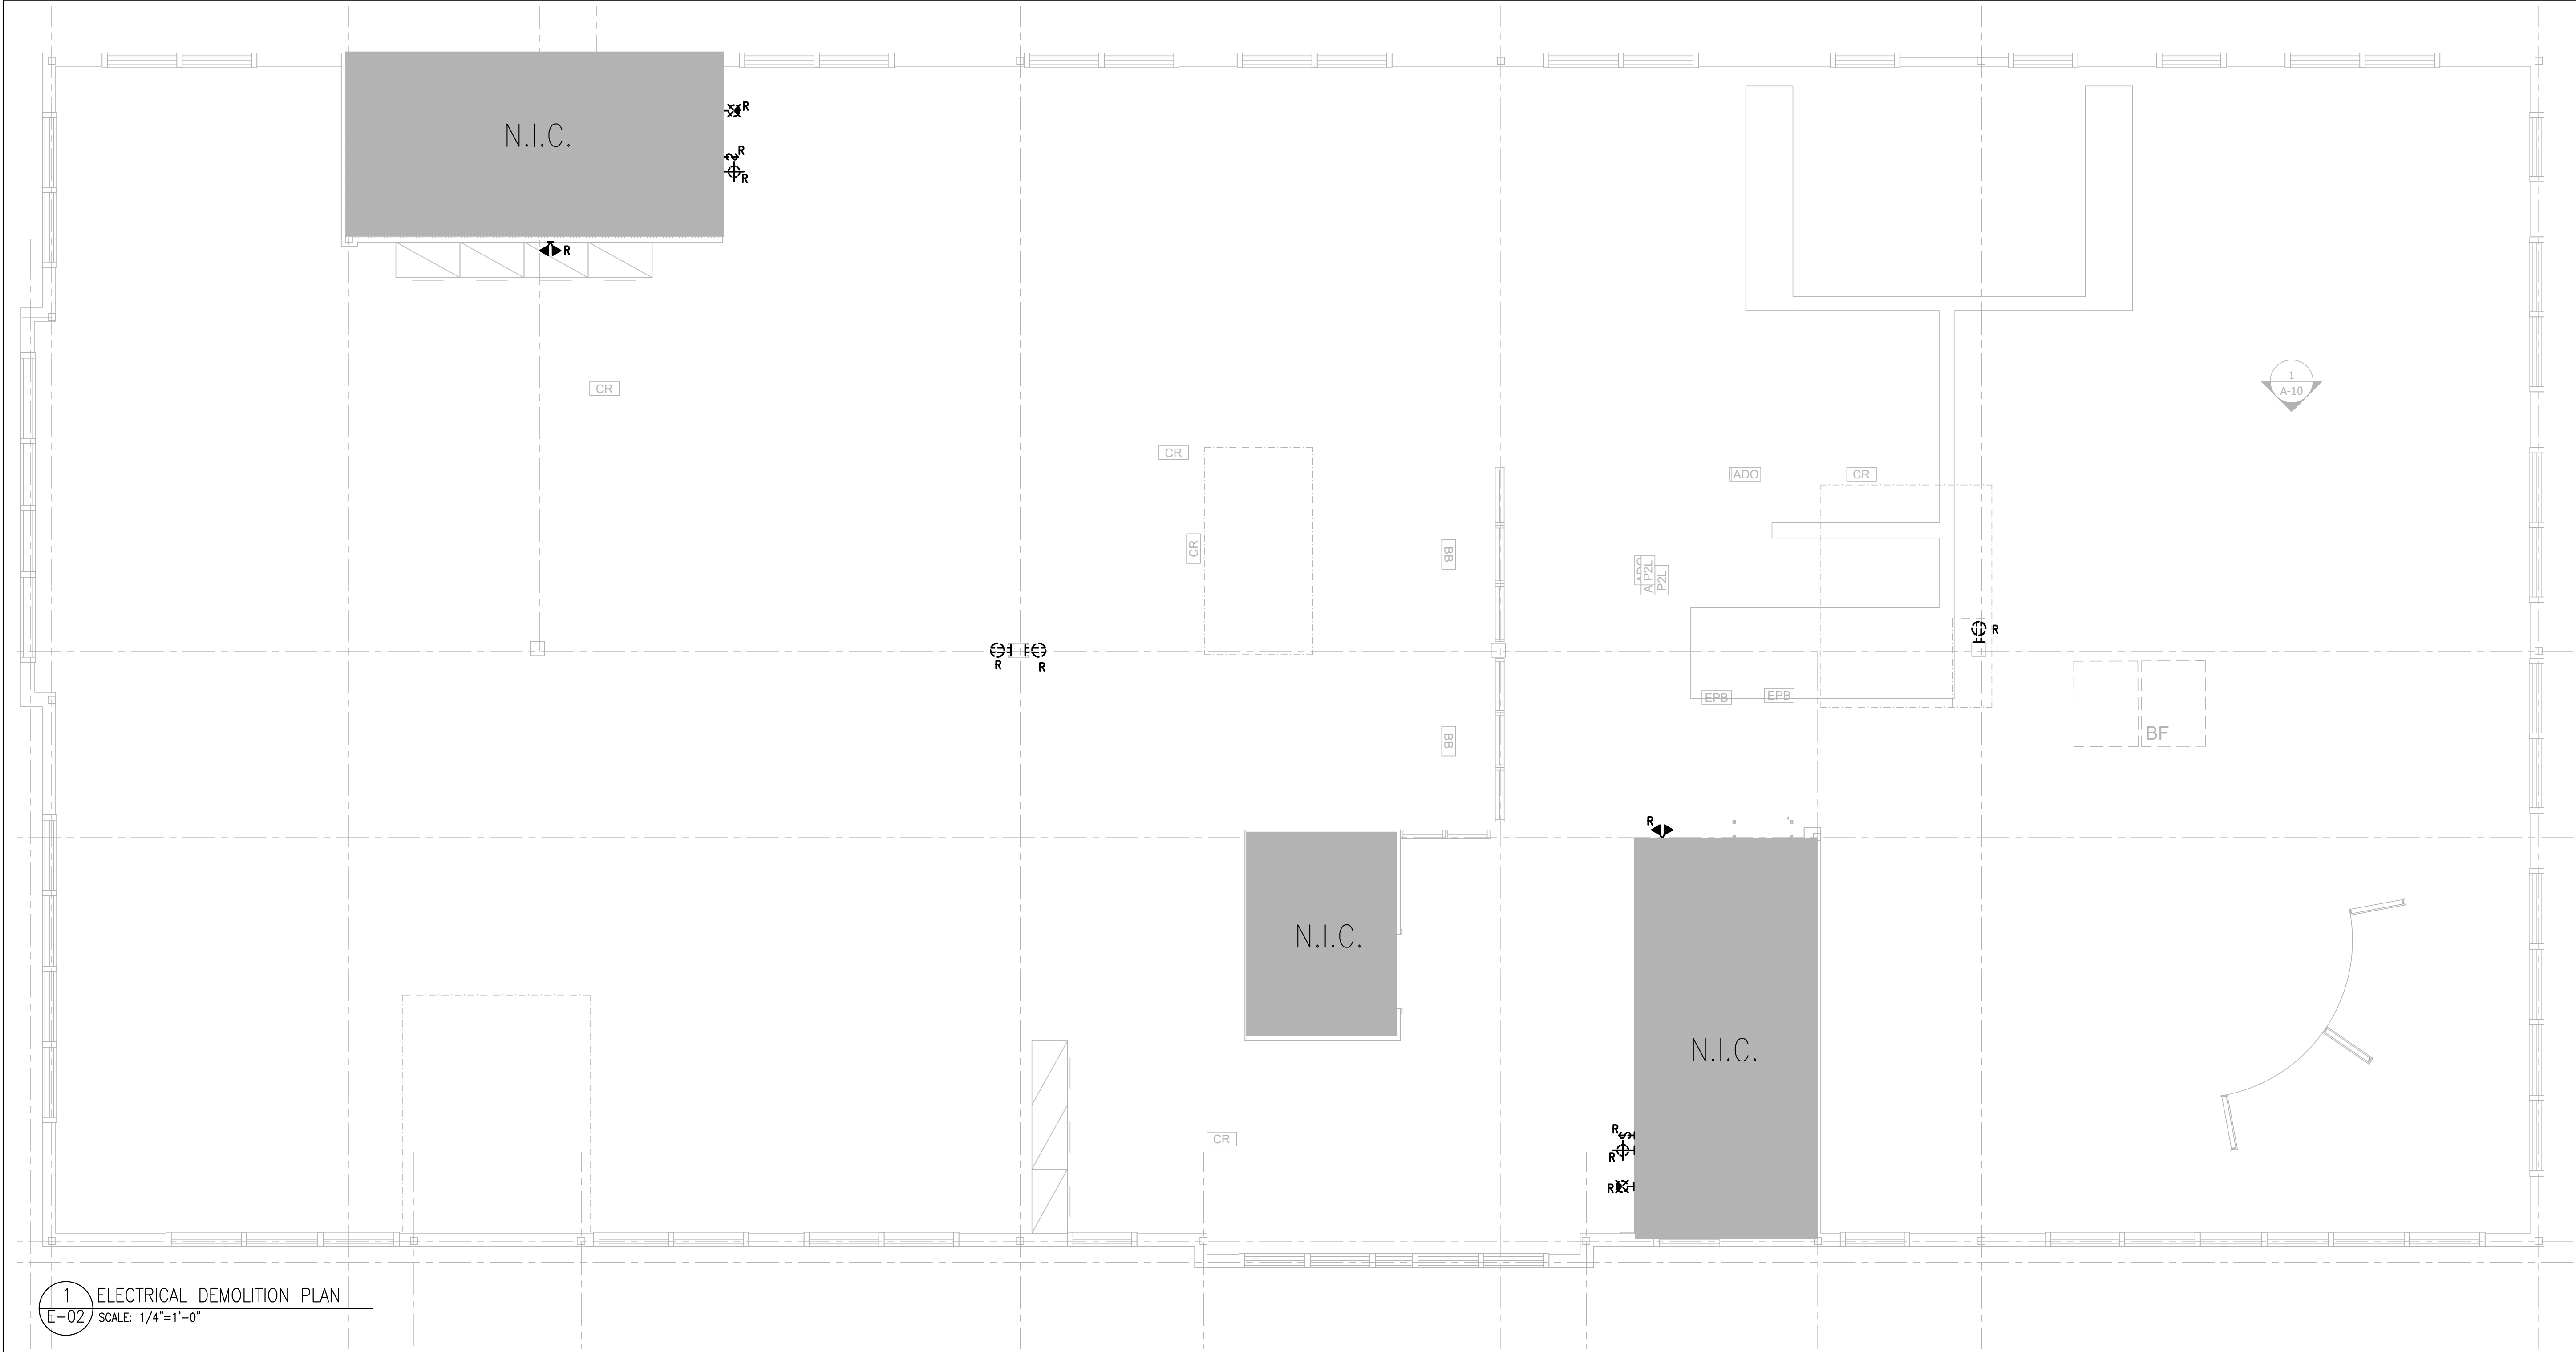 R
N.I.C.
R
R
R
CR
1
A-10
CR
ADO
CR
CR
BB
P2L
A P2L
R
R
R
EPB
EPB
BF
BB
R
N.I.C.
N.I.C.
R
CR
R
R
1
ELECTRICAL DEMOLITION PLAN
E-02
SCALE: 1/4"=1'-0"